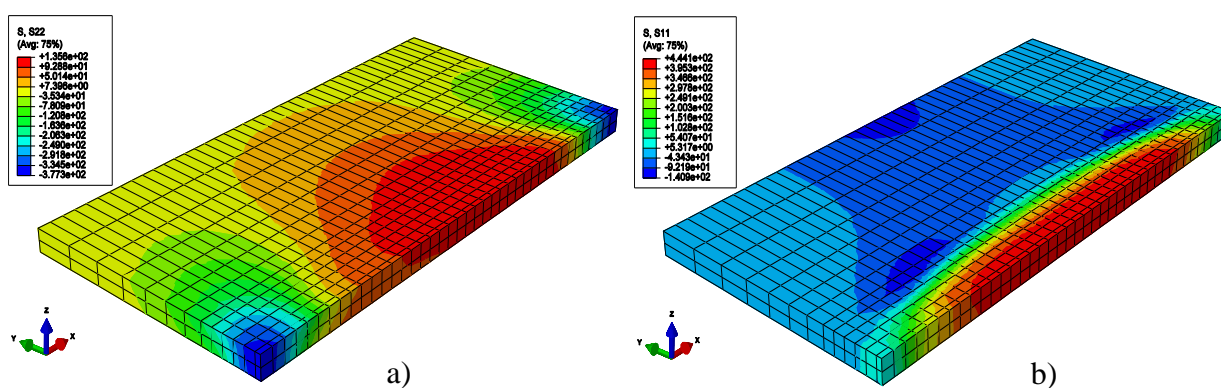 S, S22
(Avg: 75%)
+1.356e+02
+9.288e+01
+5.014e+01
+7.396e+00
-3.534e+01
-7.809e+01
-1.208e+02
-1.636e+02
-2.063e+02
-2.490e+02
-2.918e+02
-3.345e+02
-3.773e+02
Z
Y
X
a)
S, S11
(Avg: 75%)
+4.441e+02
+3.953e+02
+3.466e+02
+2.978e+02
+2.491e+02
+2.003e+02
+1.516e+02
+1.028e+02
+5.407e+01
+5.317e+00
-4.343e+01
-9.219e+01
-1.409e+02
Z
Y
X
b)